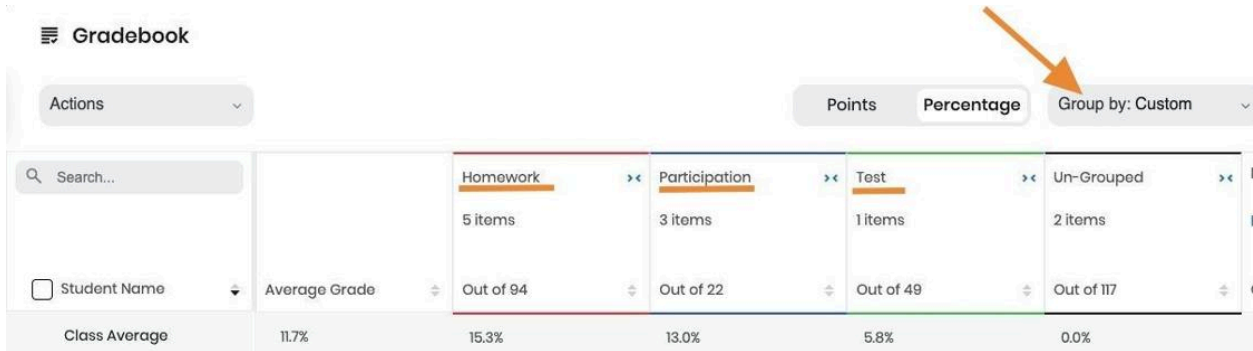 Gradebook
Actions
Points Percentage Group by: Custom
Search...
Homework Participation Test Un-Grouped
5 items 3 items 1 items 2 items
Student Name Average Grade Out of 94 Out of 22 Out of 49 Out of 117
Class Average 11.7% 15.3% 13.0% 5.8% 0.0%